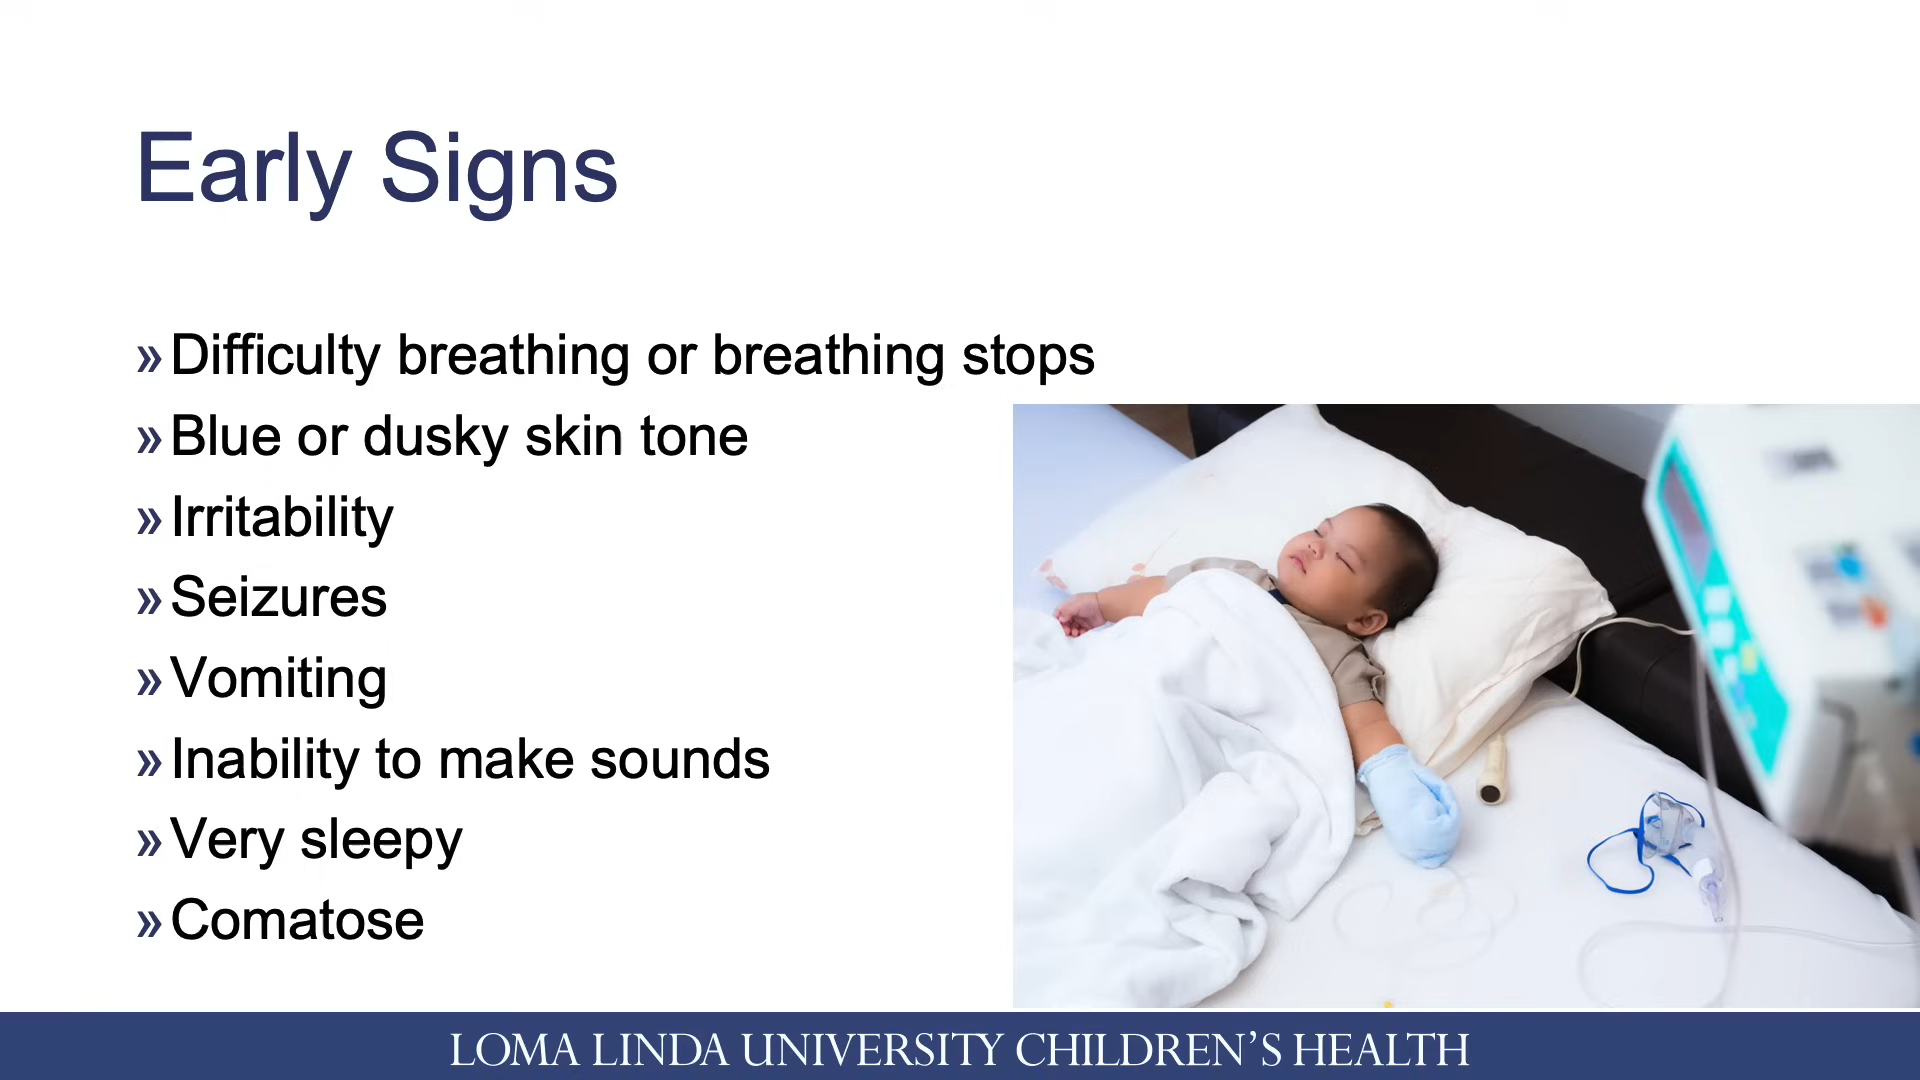 Early Signs
» Difficulty breathing or breathing stops
» Blue or dusky skin tone
» Irritability
» Seizures
» Vomiting
» Inability to make sounds
» Very sleepy
» Comatose
LOMA LINDA UNIVERSITY CHILDREN'S HEALTH